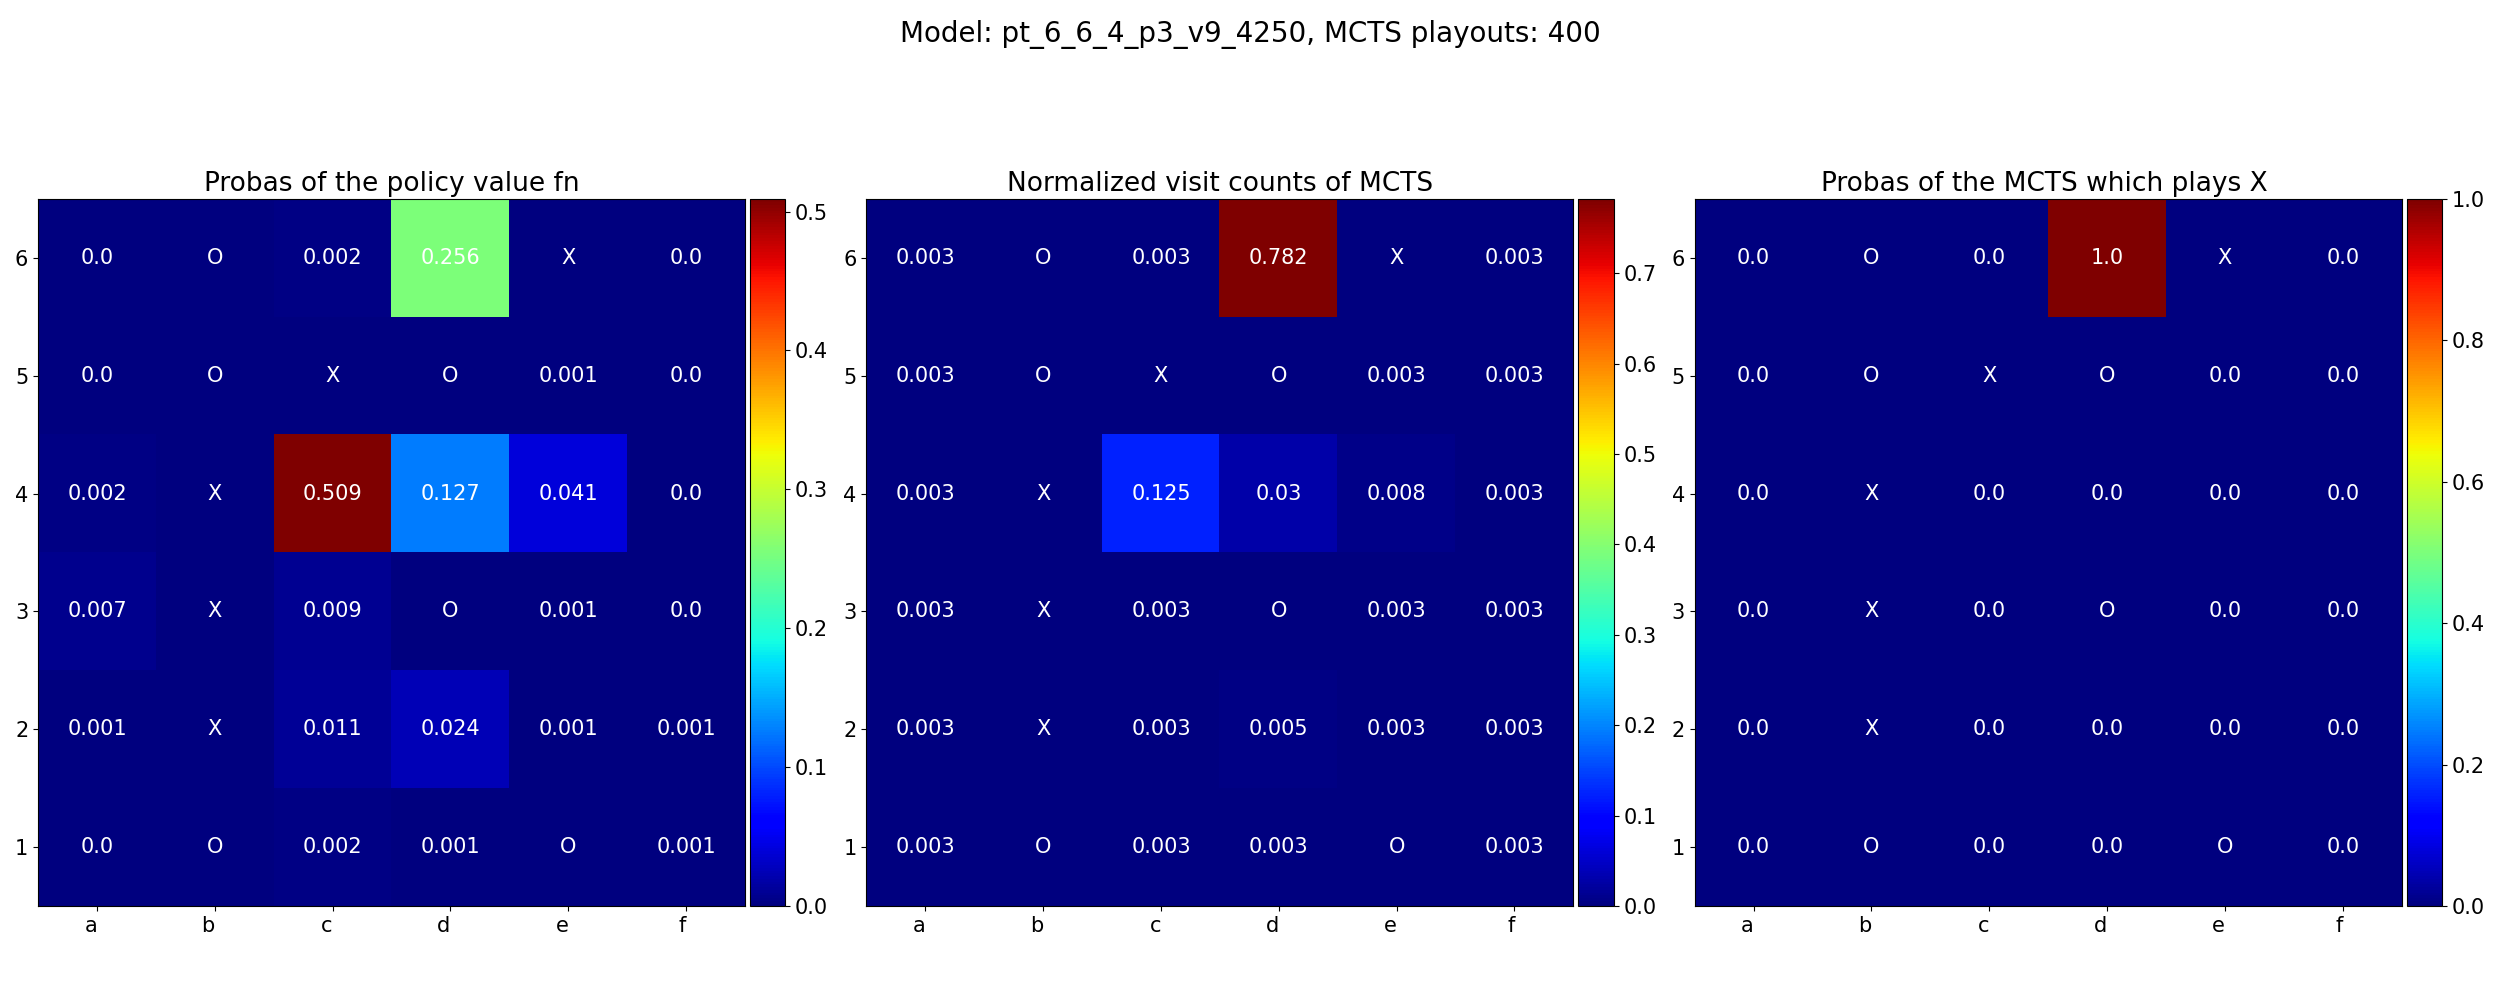 Model: pt_6_6_4_p3_v9_4250, MCTS playouts: 400
Probas of the policy value fn
6 0.0 O 0.002 0.256 X 0.0
5 0.0 O X O 0.001 0.0
4 0.002 X 0.509 0.127 0.041 0.0
3 0.007 X 0.009 O 0.001 0.0
2 0.001 X 0.011 0.024 0.001 0.001
1 0.0 O 0.002 0.001 O 0.001
a b c d e f
0.5
0.4
0.3
0.2
0.1
0.0
Normalized visit counts of MCTS
6 0.003 O 0.003 0.782 X 0.003
5 0.003 O X O 0.003 0.003
4 0.003 X 0.125 0.03 0.008 0.003
3 0.003 X 0.003 O 0.003 0.003
2 0.003 X 0.003 0.005 0.003 0.003
1 0.003 O 0.003 0.003 O 0.003
a b c d e f
0.7
0.6
0.5
0.4
0.3
0.2
0.1
0.0
Probas of the MCTS which plays X
6 0.0 O 0.0 1.0 X 0.0
5 0.0 O X O 0.0 0.0
4 0.0 X 0.0 0.0 0.0 0.0
3 0.0 X 0.0 O 0.0 0.0
2 0.0 X 0.0 0.0 0.0 0.0
1 0.0 O 0.0 0.0 O 0.0
a b c d e f
1.0
0.8
0.6
0.4
0.2
0.0